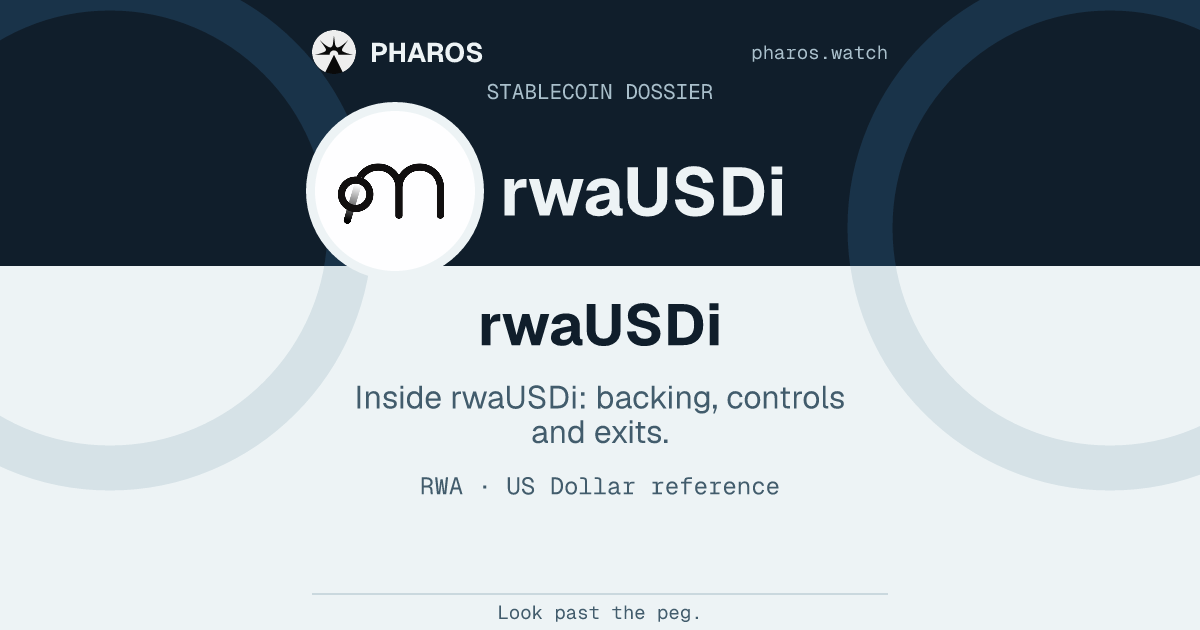 PHAROS
pharos.watch
STABLECOIN DOSSIER
rwaUSDi
rwaUSDi
Inside rwaUSDi: backing, controls
and exits.
RWA · US Dollar reference
Look past the peg.